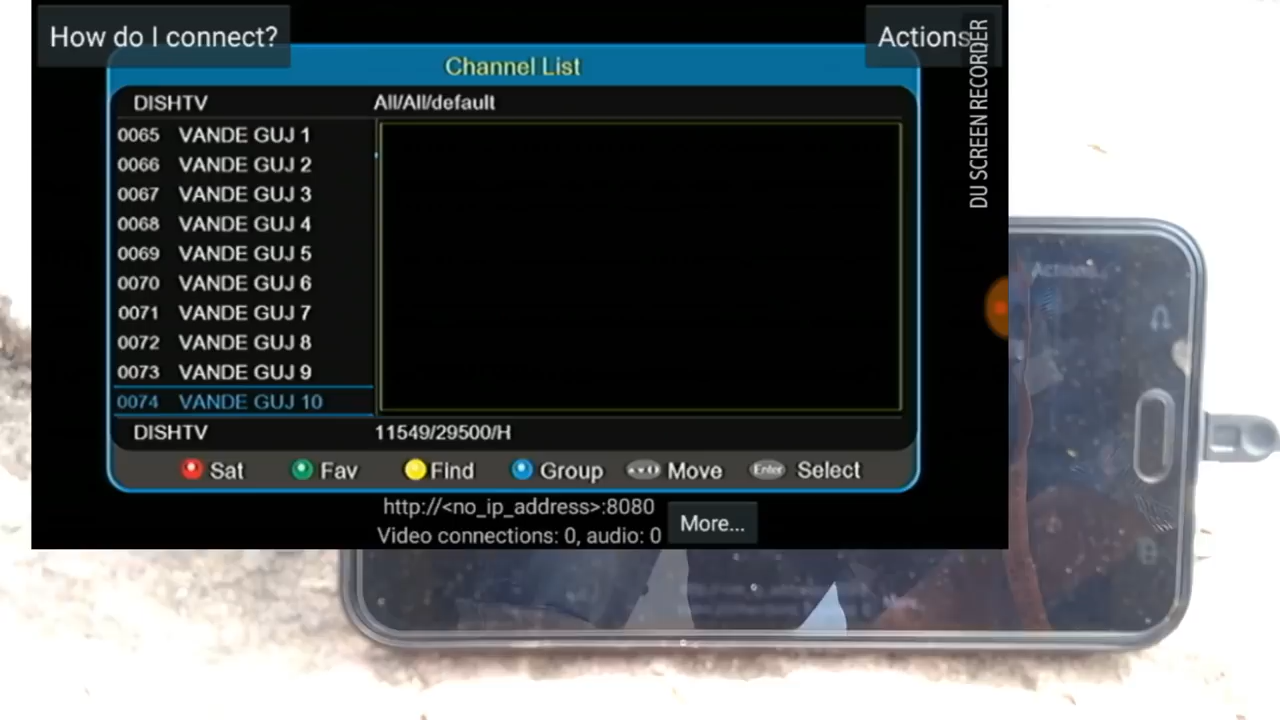 How do I connect?
Actions
DU SCREEN RECORDER
Channel List
DISHTV All/All/default
0065 VANDE GUJ 1
0066 VANDE GUJ 2
0067 VANDE GUJ 3
0068 VANDE GUJ 4
0069 VANDE GUJ 5
0070 VANDE GUJ 6
0071 VANDE GUJ 7
0072 VANDE GUJ 8
0073 VANDE GUJ 9
0074 VANDE GUJ 10
DISHTV 11549/29500/H
Sat Fav Find Group Move Enter Select
http://<no_ip_address>:8080
Video connections: 0, audio: 0
More...
Actions...